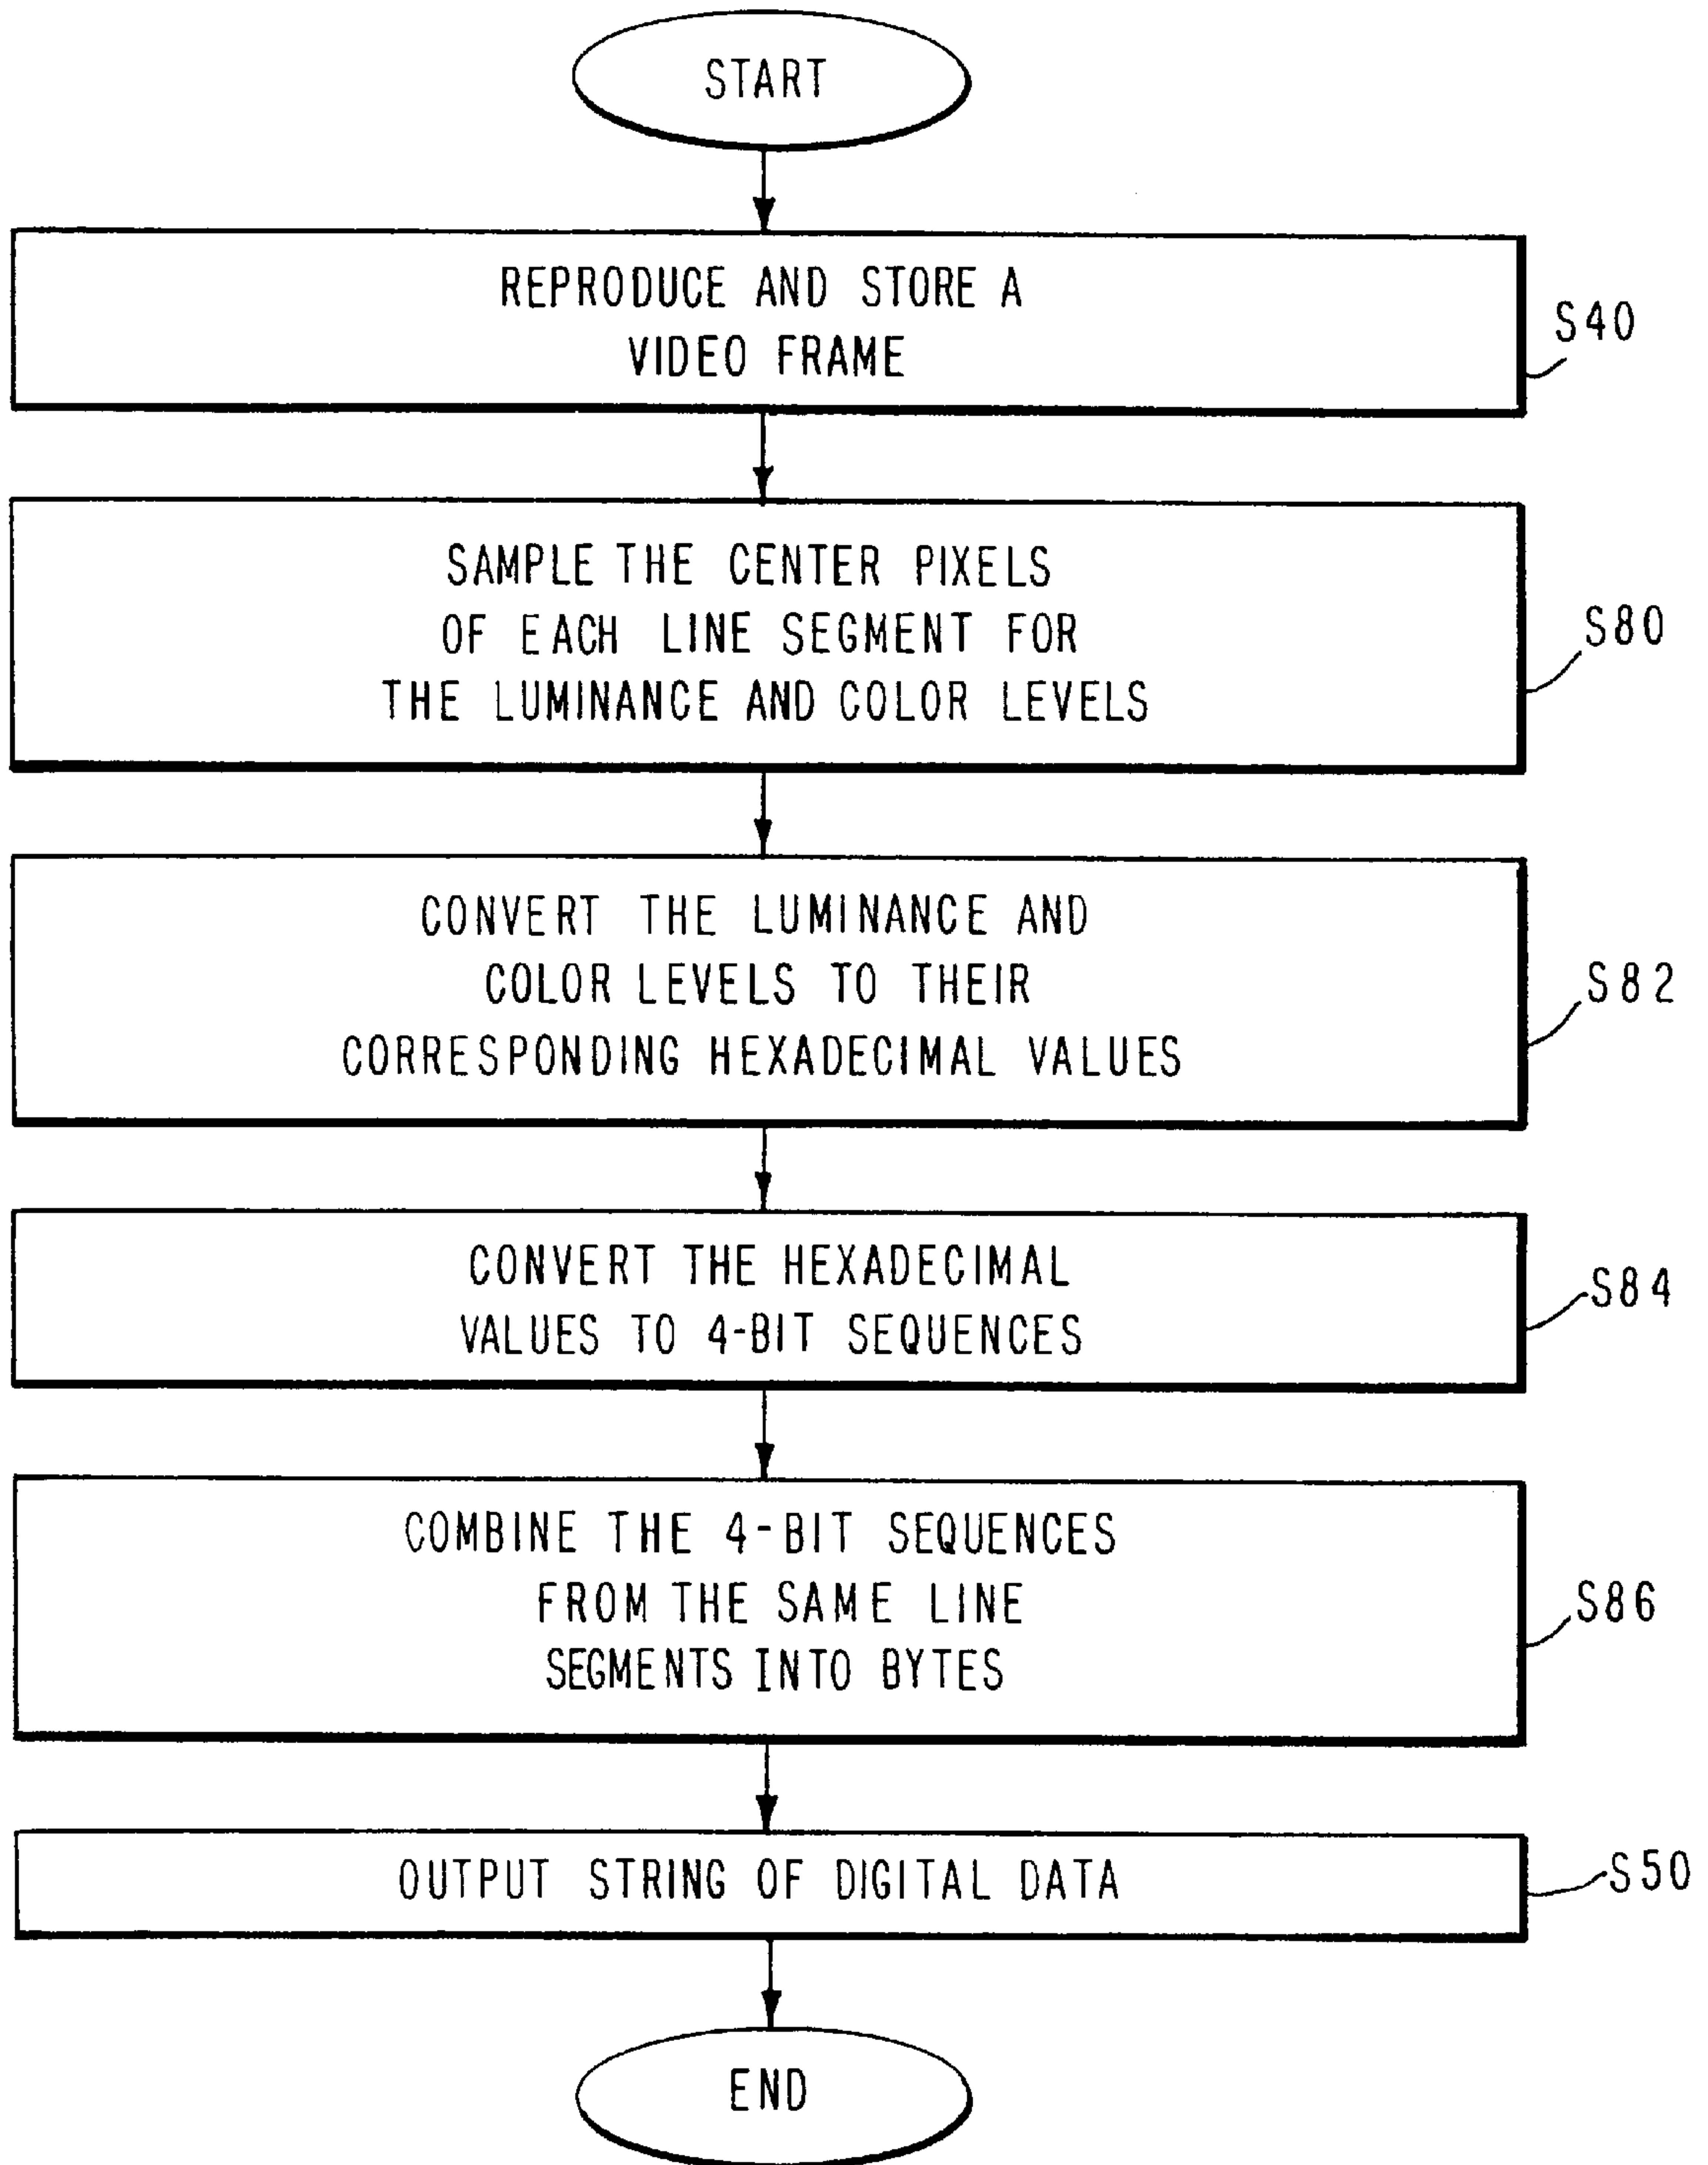 START
REPRODUCE AND STORE A
VIDEO FRAME
S40
SAMPLE THE CENTER PIXELS
OF EACH LINE SEGMENT FOR
THE LUMINANCE AND COLOR LEVELS
S80
CONVERT THE LUMINANCE AND
COLOR LEVELS TO THEIR
CORRESPONDING HEXADECIMAL VALUES
S82
CONVERT THE HEXADECIMAL
VALUES TO 4-BIT SEQUENCES
S84
COMBINE THE 4-BIT SEQUENCES
FROM THE SAME LINE
SEGMENTS INTO BYTES
S86
OUTPUT STRING OF DIGITAL DATA
S50
END